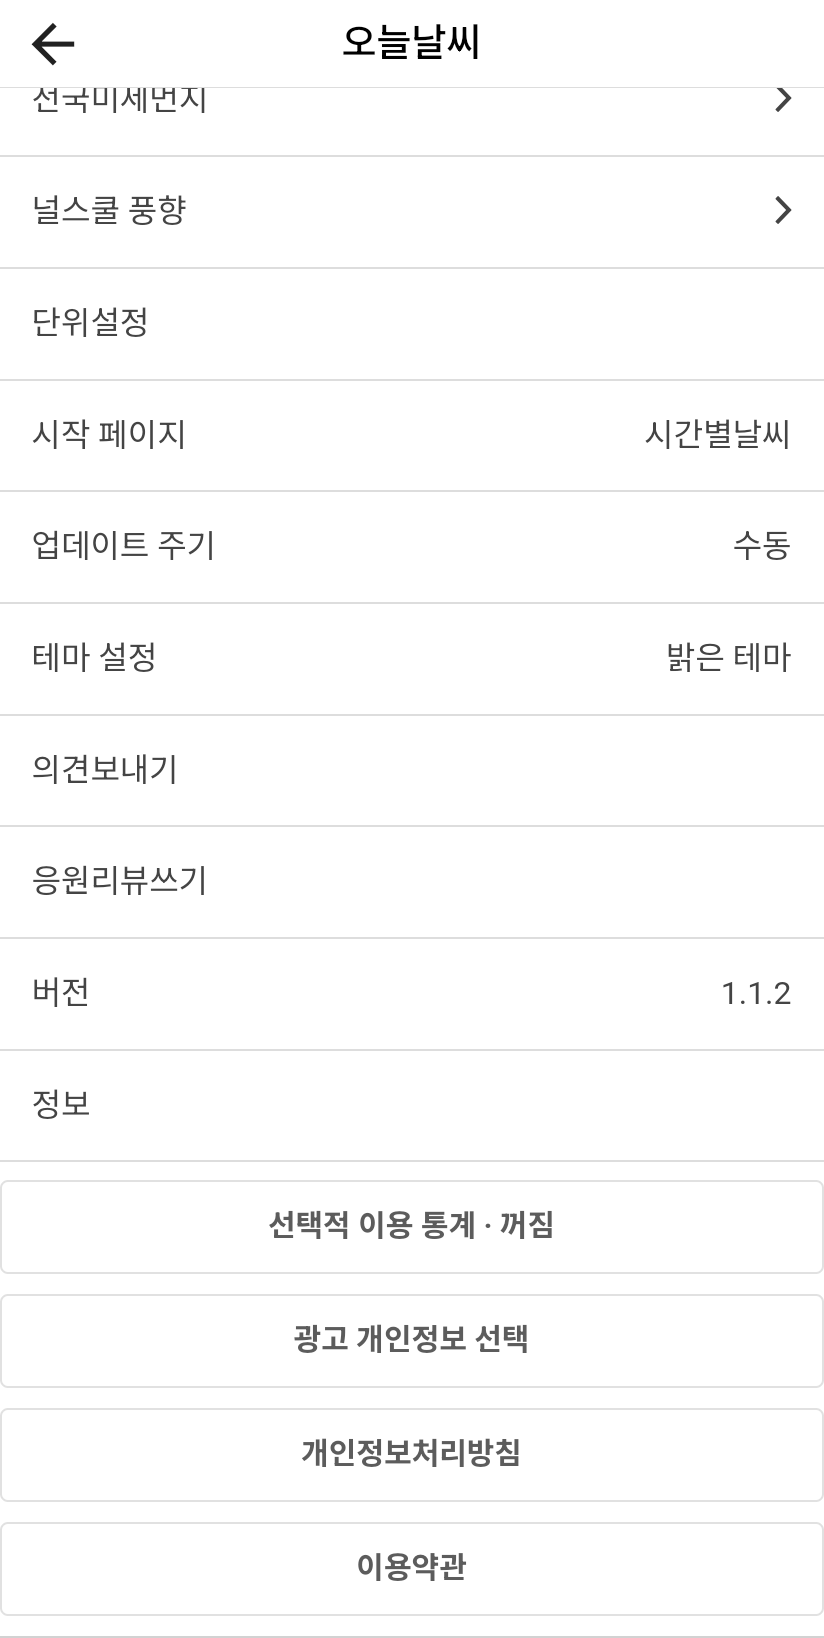 오늘날씨
전국미세먼지
널스쿨 풍향
단위설정
시작 페이지 시간별날씨
업데이트 주기 수동
테마 설정 밝은 테마
의견보내기
응원리뷰쓰기
버전 1.1.2
정보
선택적 이용 통계 · 꺼짐
광고 개인정보 선택
개인정보처리방침
이용약관